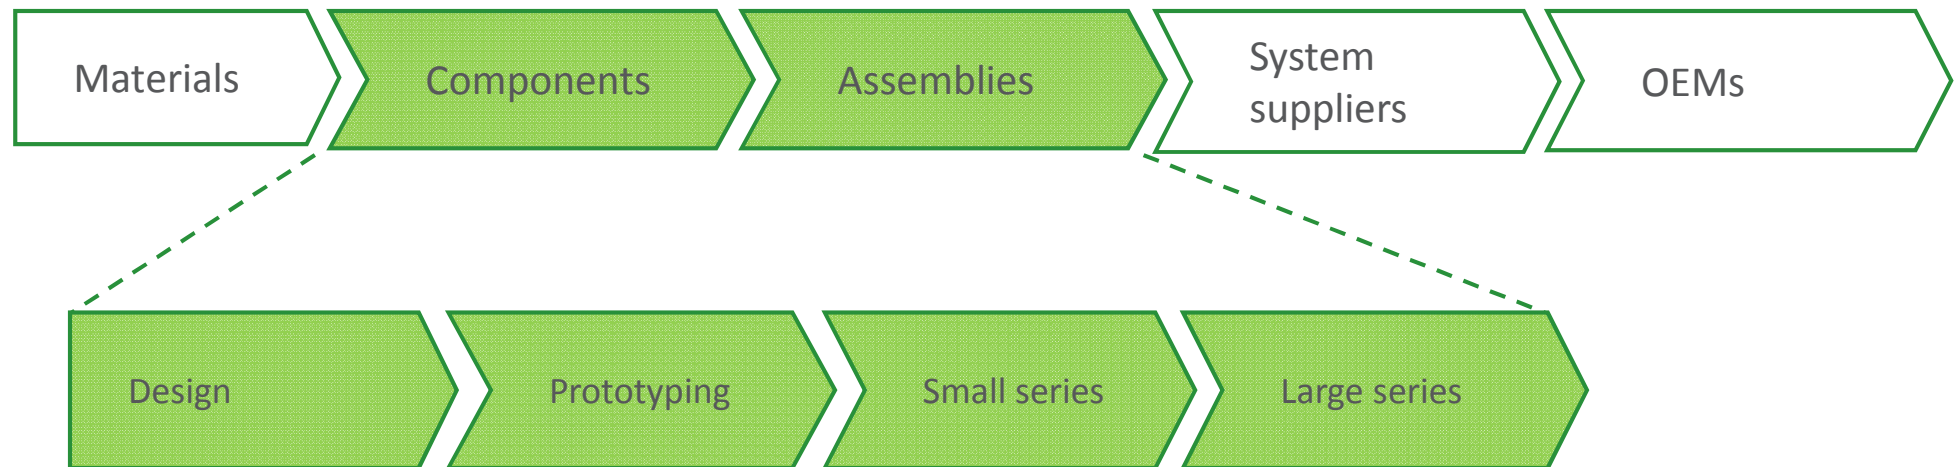 Materials
Components
Assemblies
System
suppliers
OEMs
Design
Prototyping
Small series
Large series